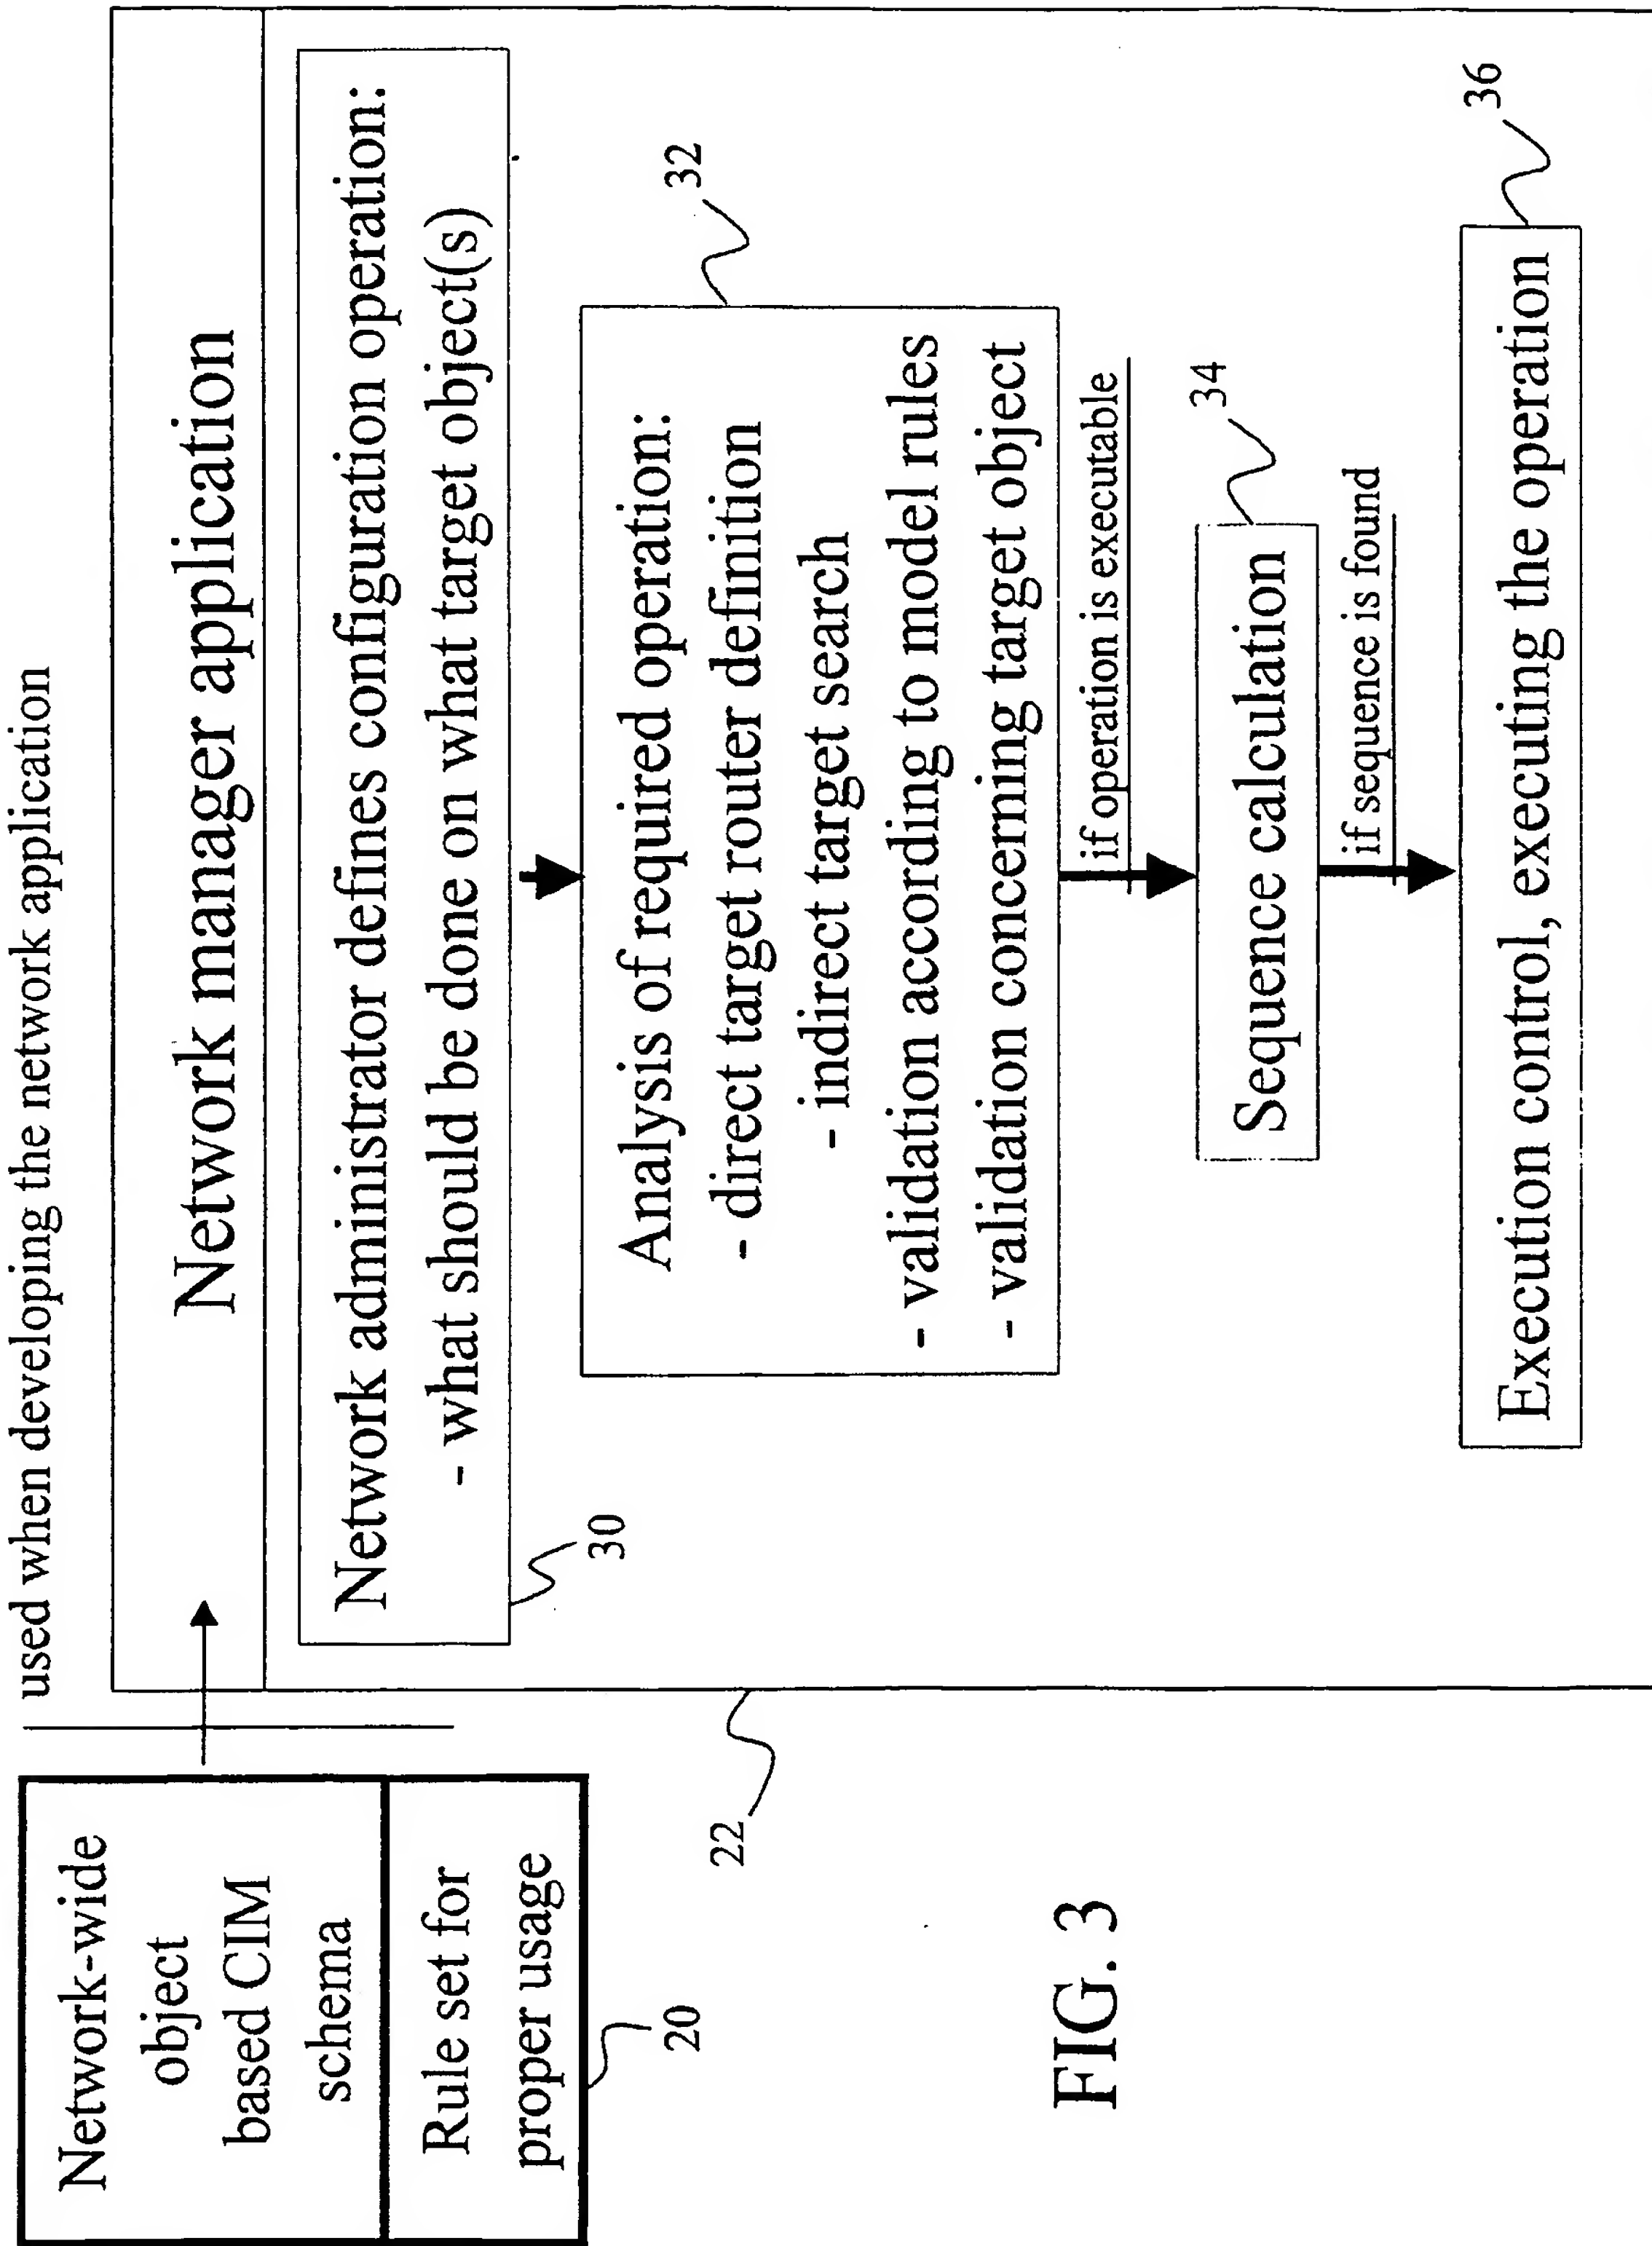 used when developing the network application
Network-wide
object
based CIM
schema
Rule set for
proper usage
20
22
Network manager application
Network administrator defines configuration operation:
- what should be done on what target object(s)
30
Analysis of required operation:
- direct target router definition
- indirect target search
- validation according to model rules
- validation concerning target object
32
if operation is executable
Sequence calculation
34
if sequence is found
Execution control, executing the operation
36
FIG. 3